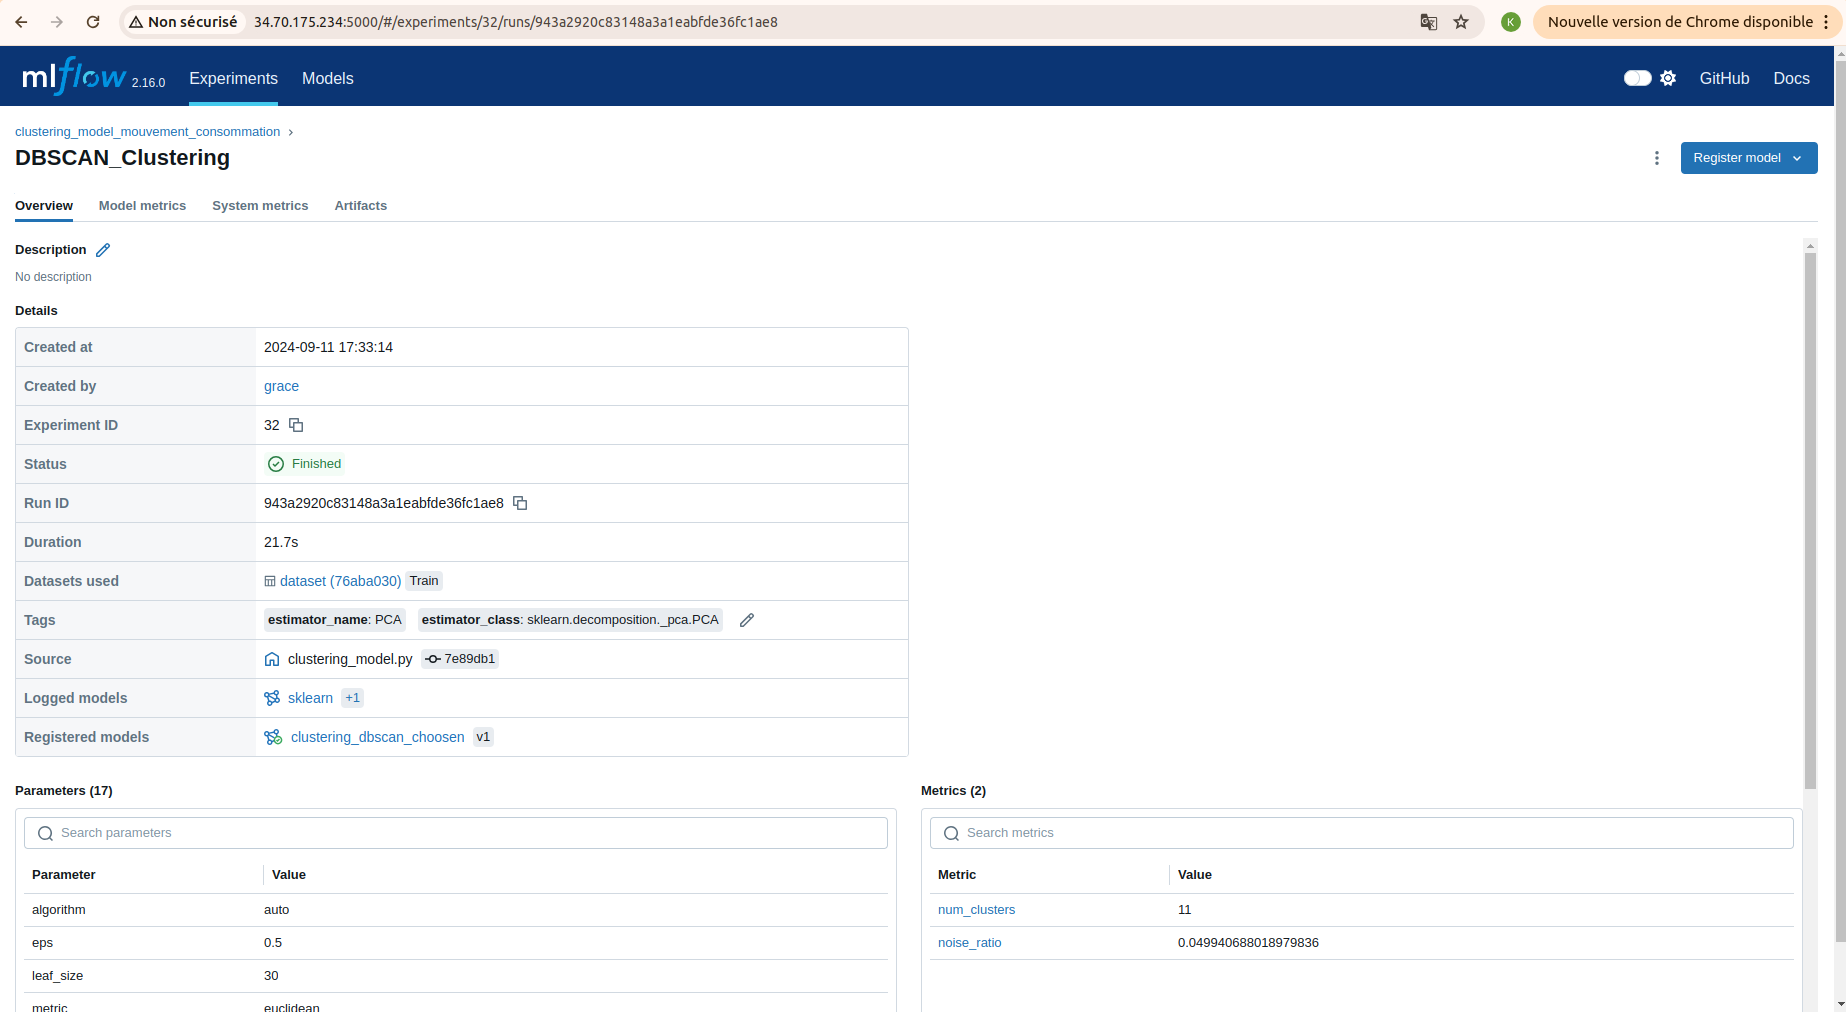 Non sécurisé 34.70.175.234:5000/#/experiments/32/runs/943a2920c83148a3a1eabfde36fc1ae8 K Nouvelle version de Chrome disponible
mlflow 2.16.0 Experiments Models GitHub Docs
clustering_model_mouvement_consommation
DBSCAN_Clustering Register model
Overview Model metrics System metrics Artifacts
Description
No description
Details
Created at 2024-09-11 17:33:14
Created by grace
Experiment ID 32
Status Finished
Run ID 943a2920c83148a3a1eabfde36fc1ae8
Duration 21.7s
Datasets used dataset (76aba030) Train
Tags estimator_name: PCA estimator_class: sklearn.decomposition._pca.PCA
Source clustering_model.py 7e89db1
Logged models sklearn +1
Registered models clustering_dbscan_choosen v1
Parameters (17)
Search parameters
Parameter Value
algorithm auto
eps 0.5
leaf_size 30
metric euclidean
Metrics (2)
Search metrics
Metric Value
num_clusters 11
noise_ratio 0.049940688018979836